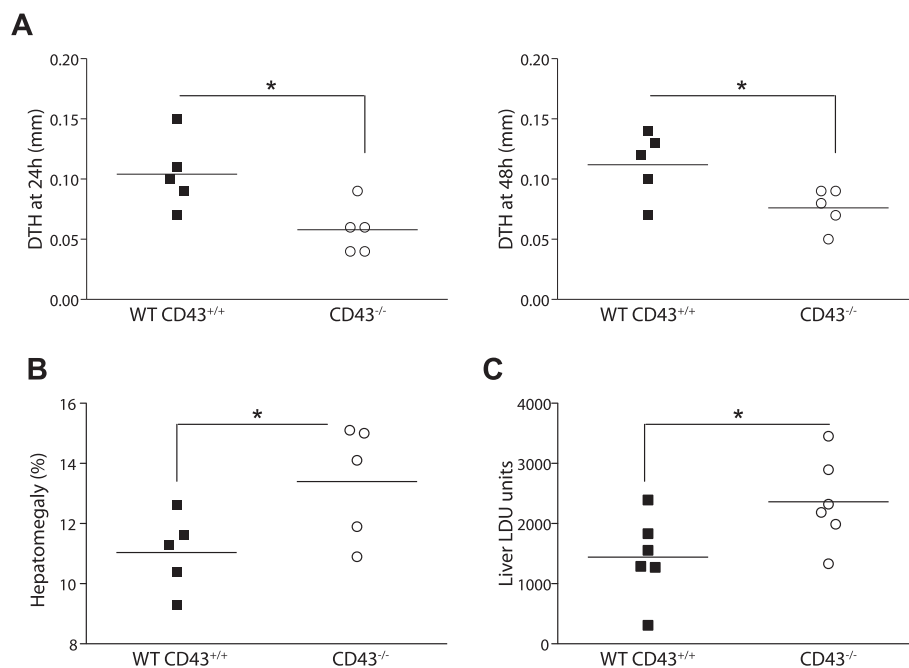 A
DTH at 24h (mm)
0.20
0.15
0.10
0.05
0.00
*
WT CD43+/+
CD43-/-
DTH at 48h (mm)
0.20
0.15
0.10
0.05
0.00
*
WT CD43+/+
CD43-/-
B
Hepatomegaly (%)
16
14
12
10
8
*
WT CD43+/+
CD43-/-
C
Liver LDU units
4000
3000
2000
1000
0
*
WT CD43+/+
CD43-/-